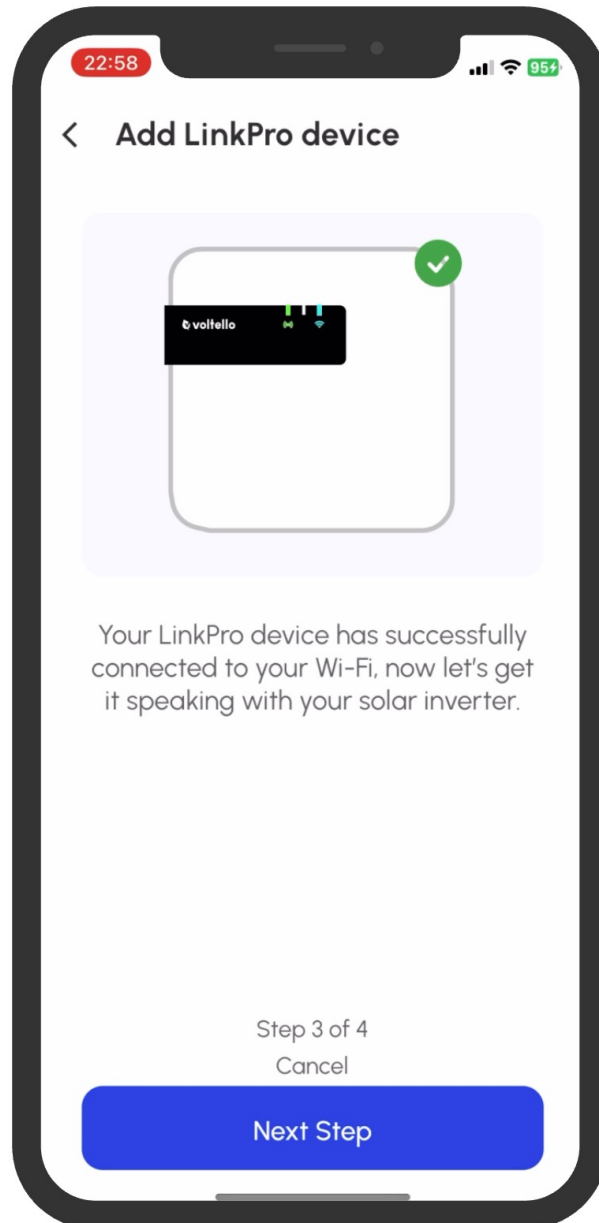 22:58
95
Add LinkPro device
voltello
Your LinkPro device has successfully
connected to your Wi-Fi, now let's get
it speaking with your solar inverter.
Step 3 of 4
Cancel
Next Step